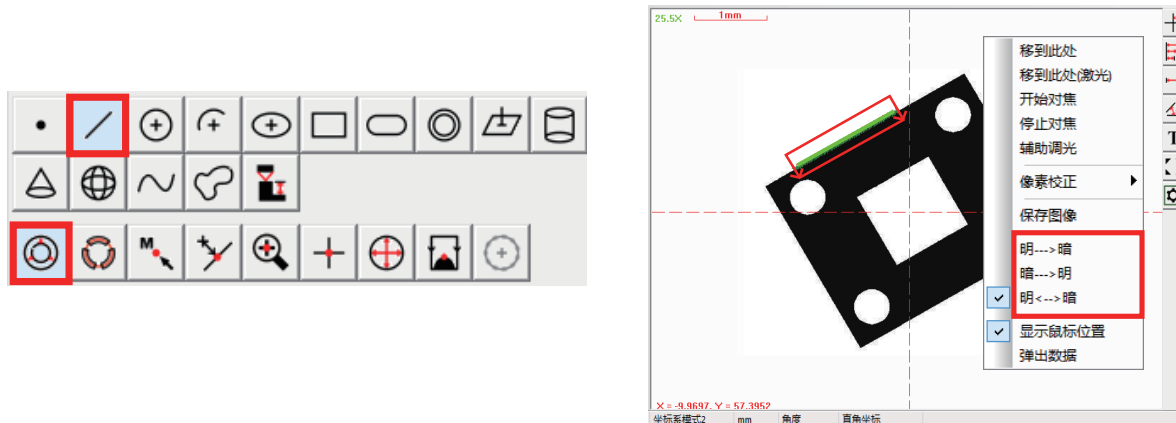 M
25.5X
1mm
移到此处
移到此处(激光)
开始对焦
停止对焦
辅助调光
像素校正
保存图像
明--->暗
暗--->明
明<-->暗
显示鼠标位置
弹出数据
T
X = -9.9697, Y = 57.3952
坐标系模式2 mm 角度 直角坐标